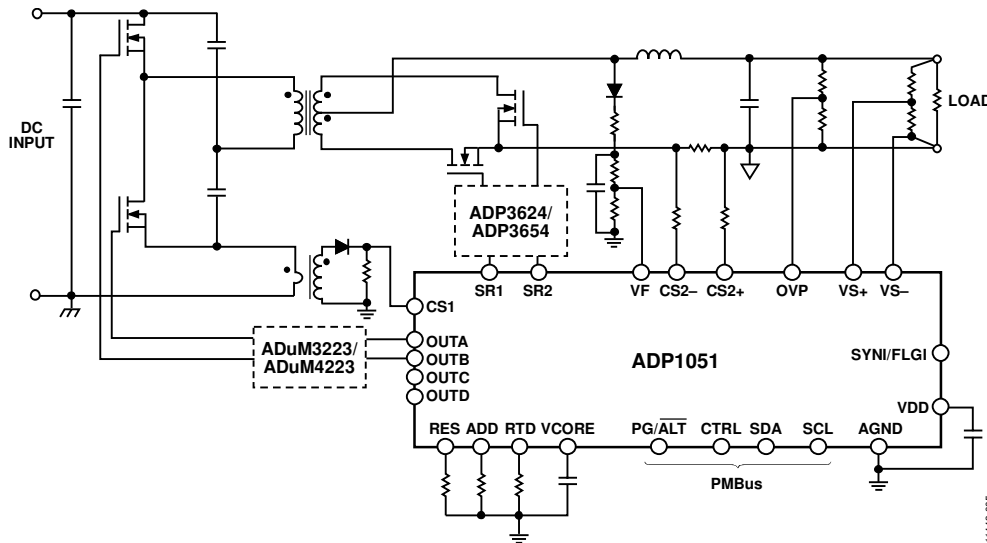 DC
INPUT
LOAD
ADP3624/
ADP3654
SR1 SR2 VF CS2– CS2+ OVP VS+ VS–
CS1
ADuM3223/
ADuM4223
OUTA
OUTB
OUTC
OUTD
ADP1051
SYNI/FLGI
VDD
RES ADD RTD VCORE PG/ALT CTRL SDA SCL AGND
PMBus